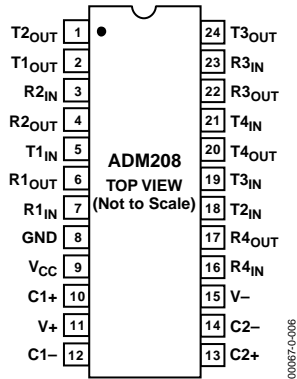 T2OUT 1 24 T3OUT
T1OUT 2 23 R3IN
R2IN 3 22 R3OUT
R2OUT 4 21 T4IN
T1IN 5 20 T4OUT
ADM208
R1OUT 6 19 T3IN
TOP VIEW
(Not to Scale)
R1IN 7 18 T2IN
GND 8 17 R4OUT
VCC 9 16 R4IN
C1+ 10 15 V–
V+ 11 14 C2–
C1– 12 13 C2+
00067-0-006